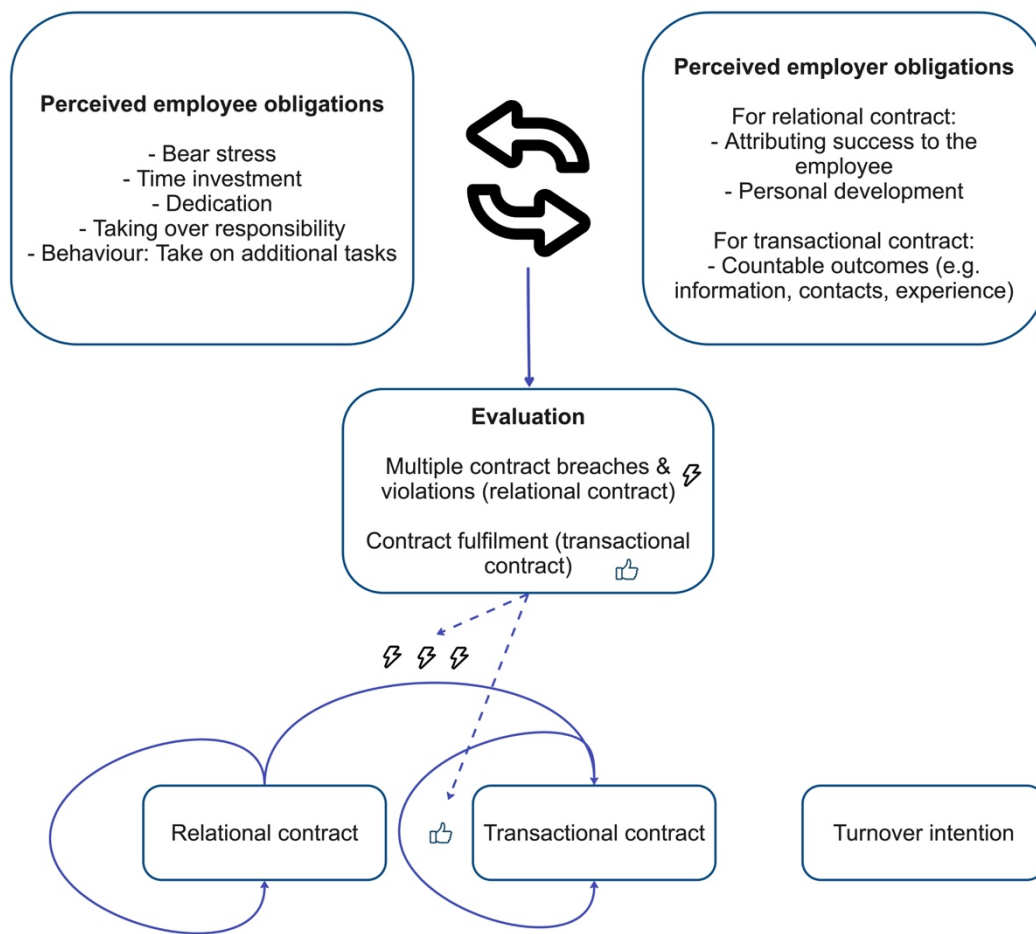 Perceived employee obligations
- Bear stress
- Time investment
- Dedication
- Taking over responsibility
- Behaviour: Take on additional tasks
Perceived employer obligations
For relational contract:
- Attributing success to the
employee
- Personal development
For transactional contract:
- Countable outcomes (e.g.
information, contacts, experience)
Evaluation
Multiple contract breaches &
violations (relational contract)
Contract fulfilment (transactional
contract)
Relational contract
Transactional contract
Turnover intention